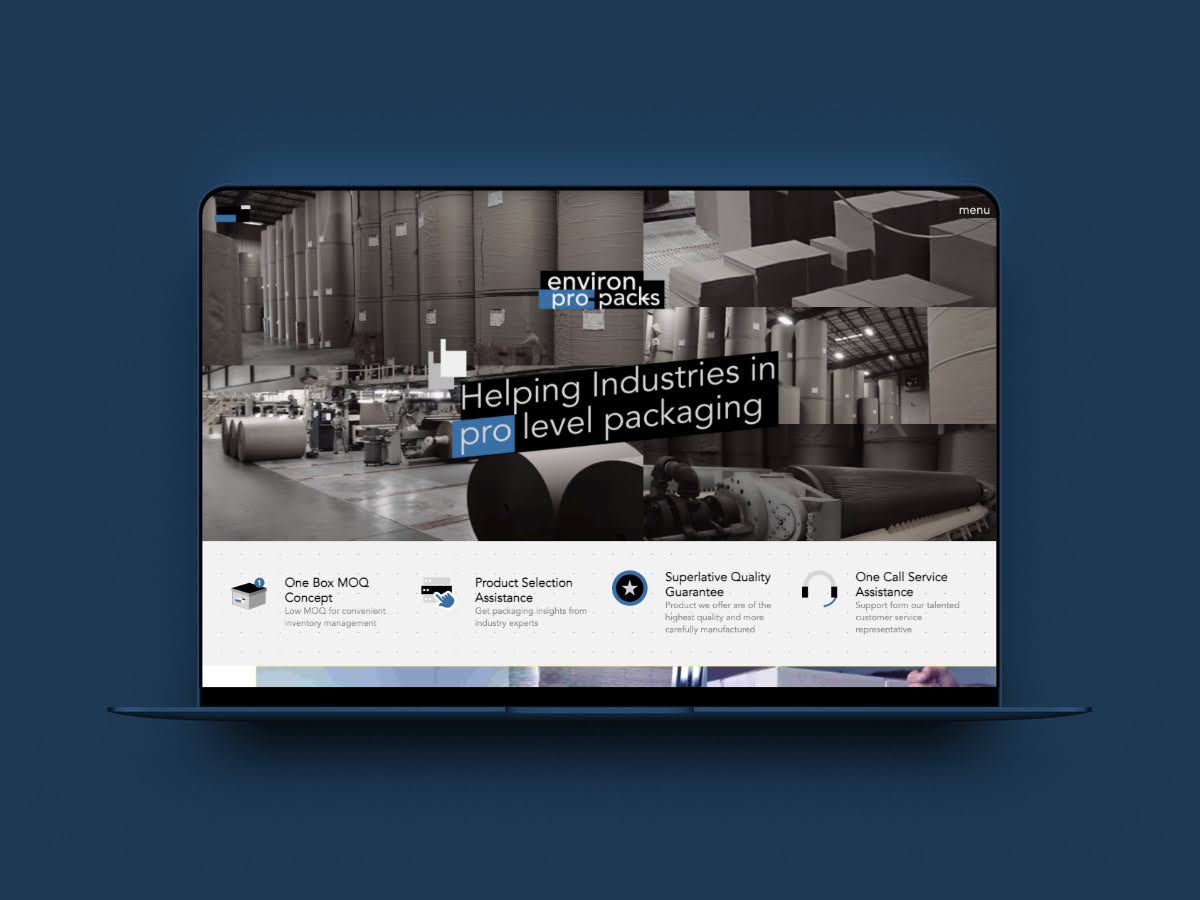 menu
environ
pro packs
Helping Industries in
pro level packaging
1
One Box MOQ
Concept
Low MOQ for convenient
inventory management
Product Selection
Assistance
Get packaging insights from
industry experts
Superlative Quality
Guarantee
Product we offer are of the
highest quality and more
carefully manufactured
One Call Service
Assistance
Support form our talented
customer service
representative